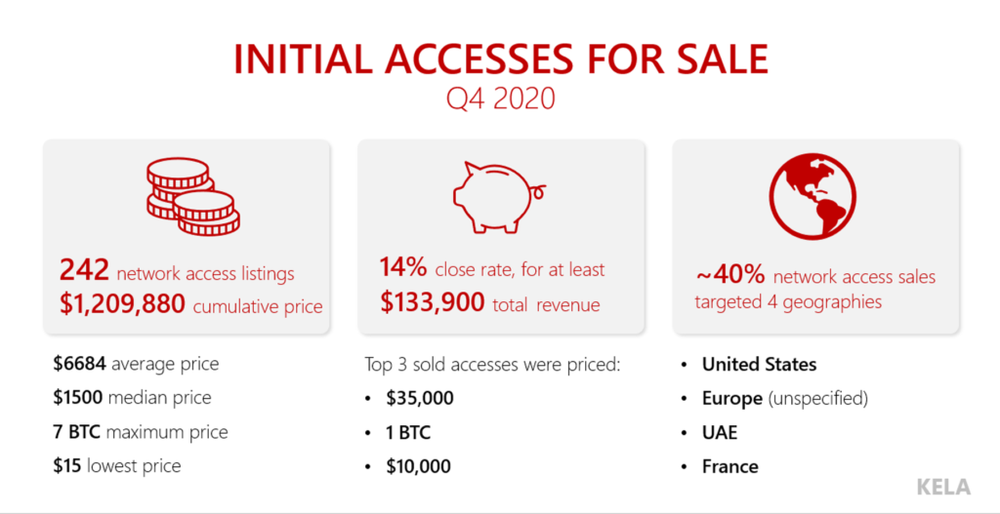 INITIAL ACCESSES FOR SALE
Q4 2020
242 network access listings
$1,209,880 cumulative price
$6684 average price
$1500 median price
7 BTC maximum price
$15 lowest price
14% close rate, for at least
$133,900 total revenue
Top 3 sold accesses were priced:
• $35,000
• 1 BTC
• $10,000
~40% network access sales
targeted 4 geographies
• United States
• Europe (unspecified)
• UAE
• France
KELA